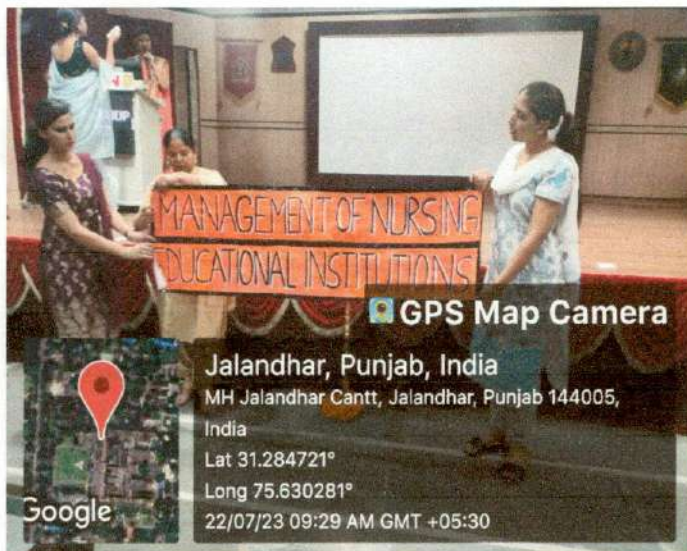 MANAGEMENT OF NURSING
EDUCATIONAL INSTITUTIONS
GPS Map Camera
Jalandhar, Punjab, India
MH Jalandhar Cantt, Jalandhar, Punjab 144005,
India
Lat 31.284721°
Long 75.630281°
22/07/23 09:29 AM GMT +05:30
Google